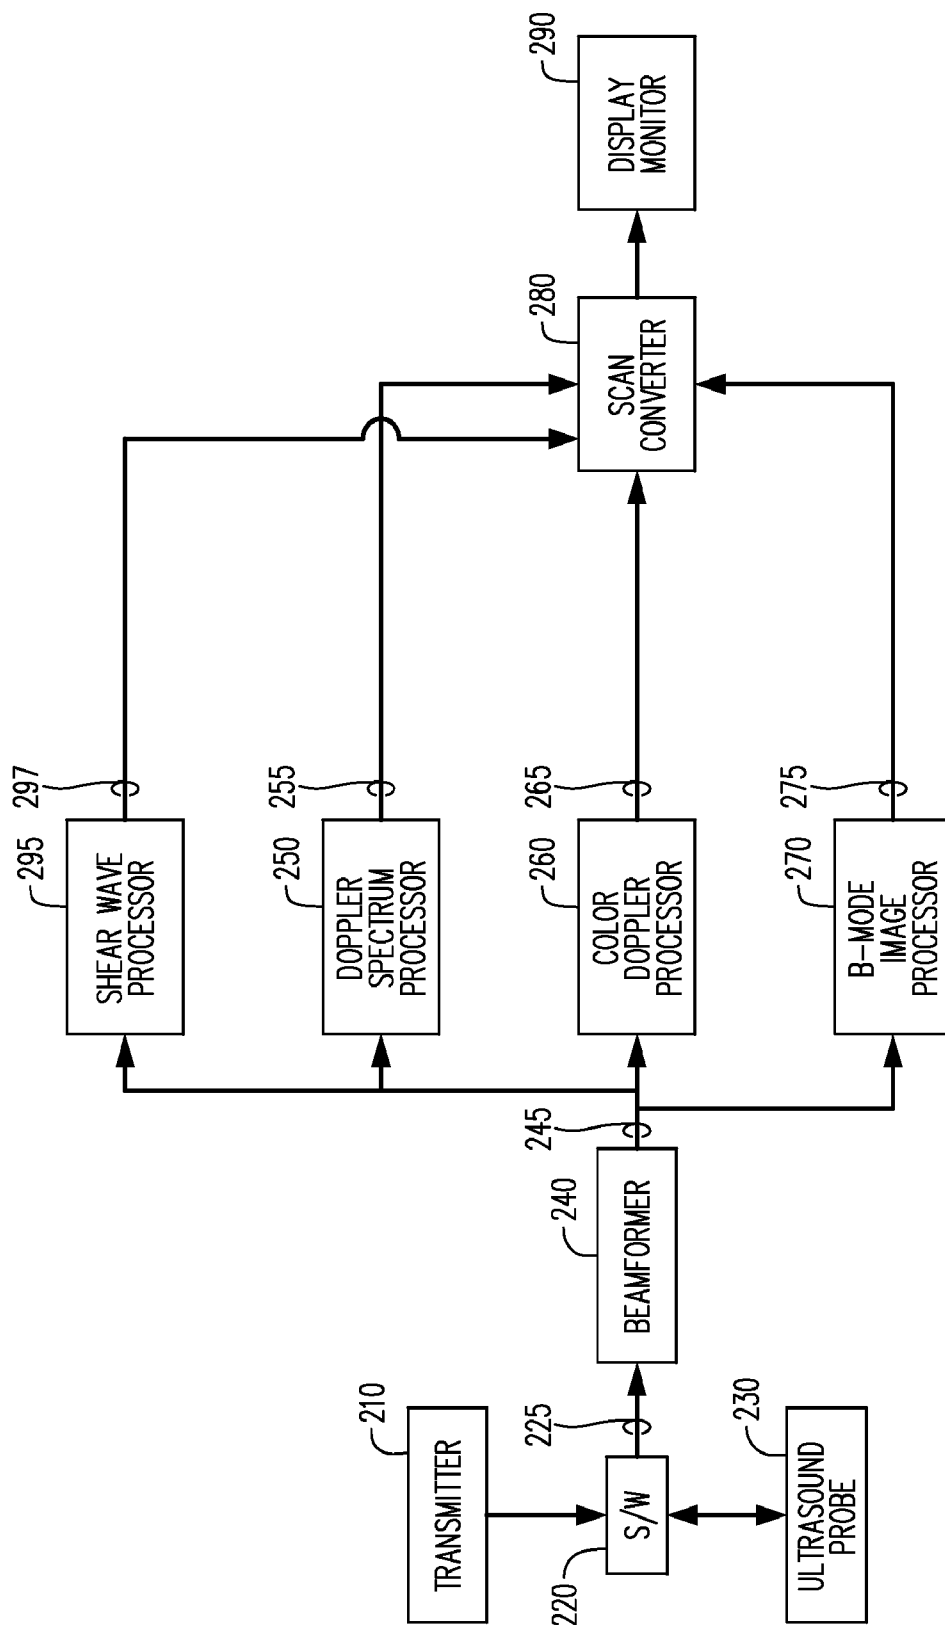 TRANSMITTER
210
S/W
220
225
ULTRASOUND
PROBE
230
BEAMFORMER
240
245
SHEAR WAVE
PROCESSOR
295
297
DOPPLER
SPECTRUM
PROCESSOR
250
255
COLOR
DOPPLER
PROCESSOR
260
265
B-MODE
IMAGE
PROCESSOR
270
275
SCAN
CONVERTER
280
DISPLAY
MONITOR
290